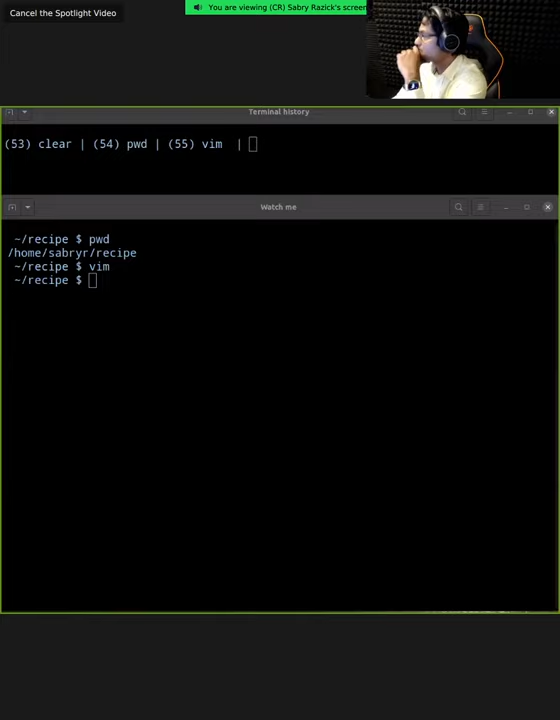 Cancel the Spotlight Video
You are viewing (CR) Sabry Razick's screen
Terminal history
(53) clear | (54) pwd | (55) vim |
Watch me
~/recipe $ pwd
/home/sabryr/recipe
~/recipe $ vim
~/recipe $